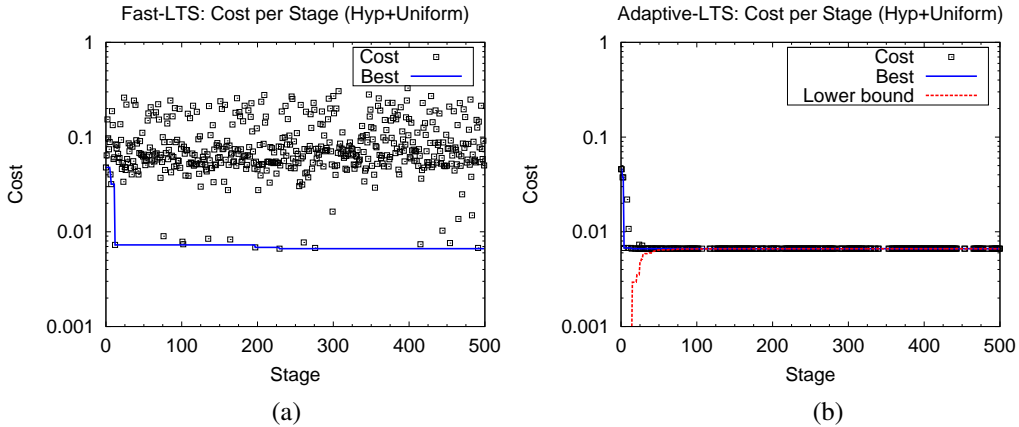 Fast-LTS: Cost per Stage (Hyp+Uniform)
1
0.1
0.01
0.001
Cost
Cost
Best
0
100
200
300
400
500
Stage
(a)
Adaptive-LTS: Cost per Stage (Hyp+Uniform)
1
0.1
0.01
0.001
Cost
Cost
Best
Lower bound
0
100
200
300
400
500
Stage
(b)